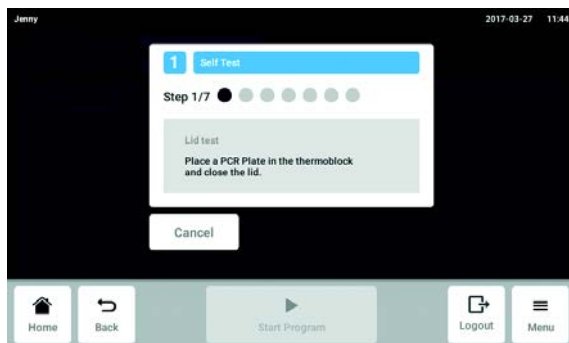 Jenny
2017-03-27 11:44
1 Self Test
Step 1/7
Lid test
Place a PCR Plate in the thermoblock
and close the lid.
Cancel
Home
Back
Start Program
Logout
Menu